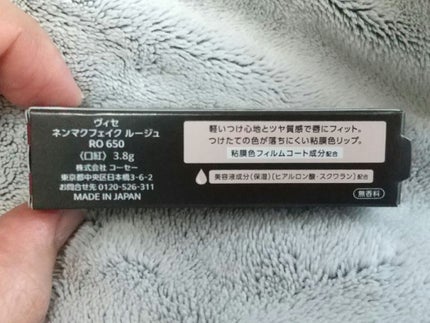 ヴィセ
ネンマクフェイク ルージュ
RO 650
〈口紅〉 3.8g
株式会社 コーセー
東京都中央区日本橋3-6-2
お問合せ先 0120-526-311
MADE IN JAPAN
軽いつけ心地とツヤ質感で唇にフィット。
つけたての色が落ちにくい粘膜色リップ。
粘膜色フィルムコート成分配合
美容液成分(保湿)[ヒアルロン酸・スクワラン]配合
無香料